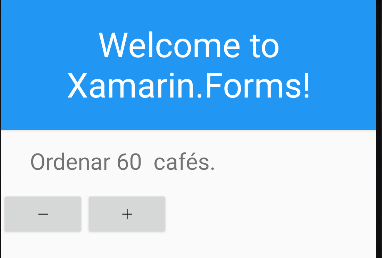 Welcome to
Xamarin.Forms!
Ordenar 60 cafés.
− +